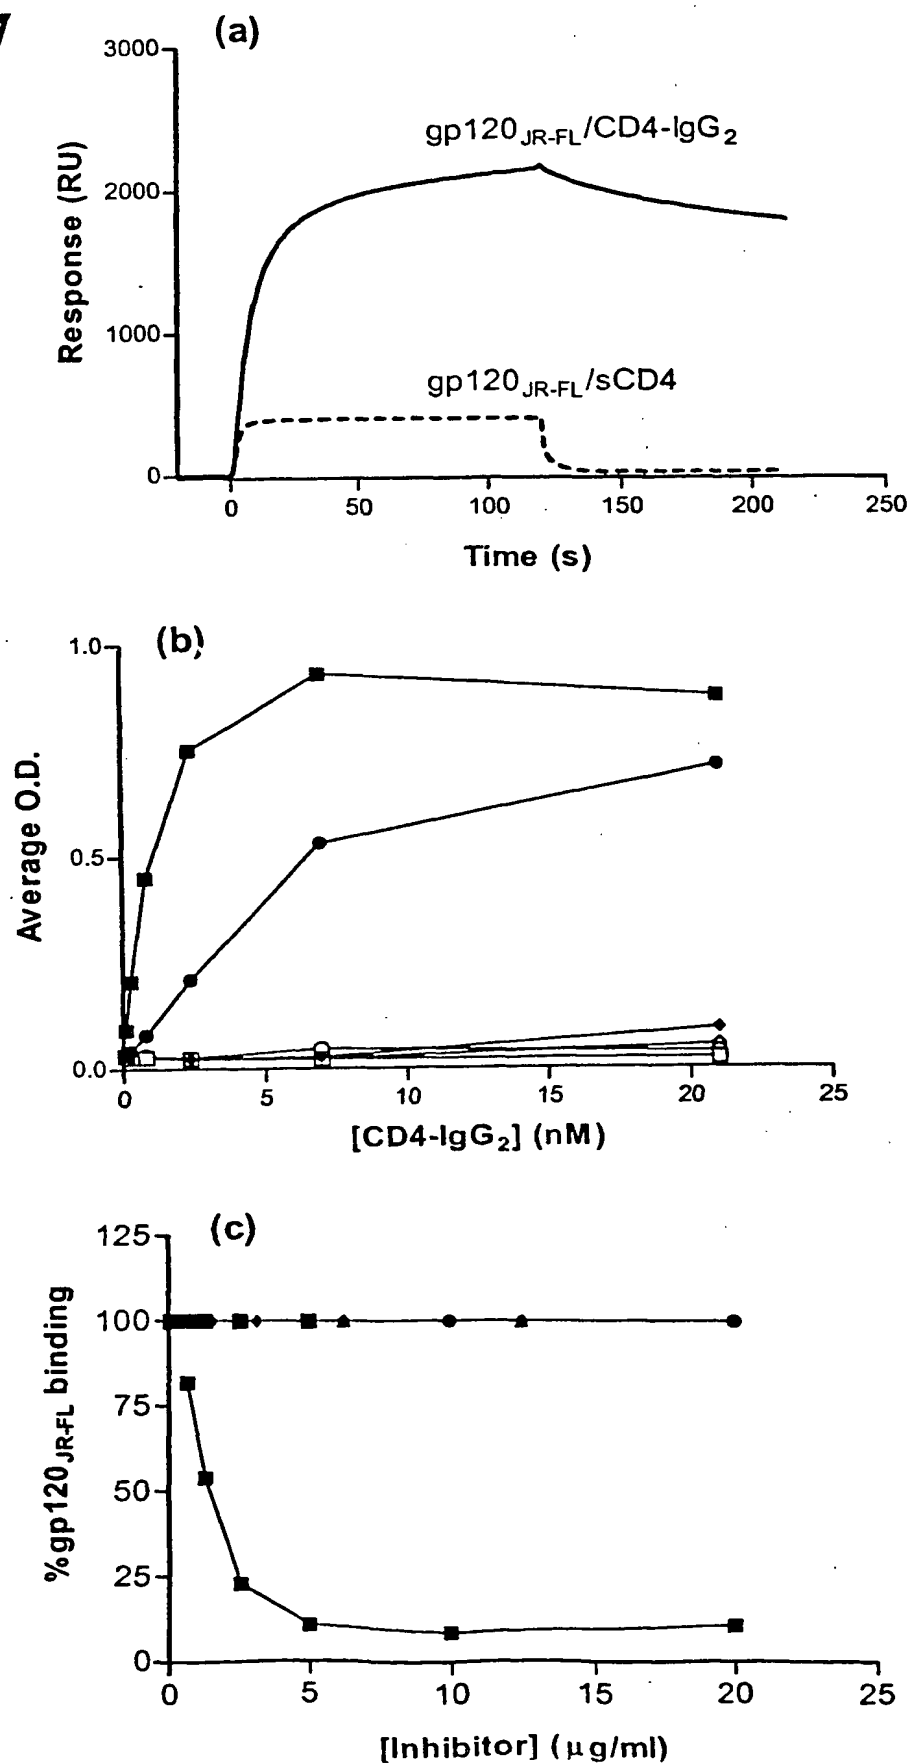 (a)
3000
2000
1000
0
Response (RU)
gp120JR-FL/CD4-IgG2
gp120JR-FL/sCD4
0 50 100 150 200 250
Time (s)
(b)
1.0
0.5
0.0
Average O.D.
0 5 10 15 20 25
[CD4-IgG2] (nM)
(c)
125
100
75
50
25
0
%gp120JR-FL binding
0 5 10 15 20 25
[Inhibitor] (μg/ml)